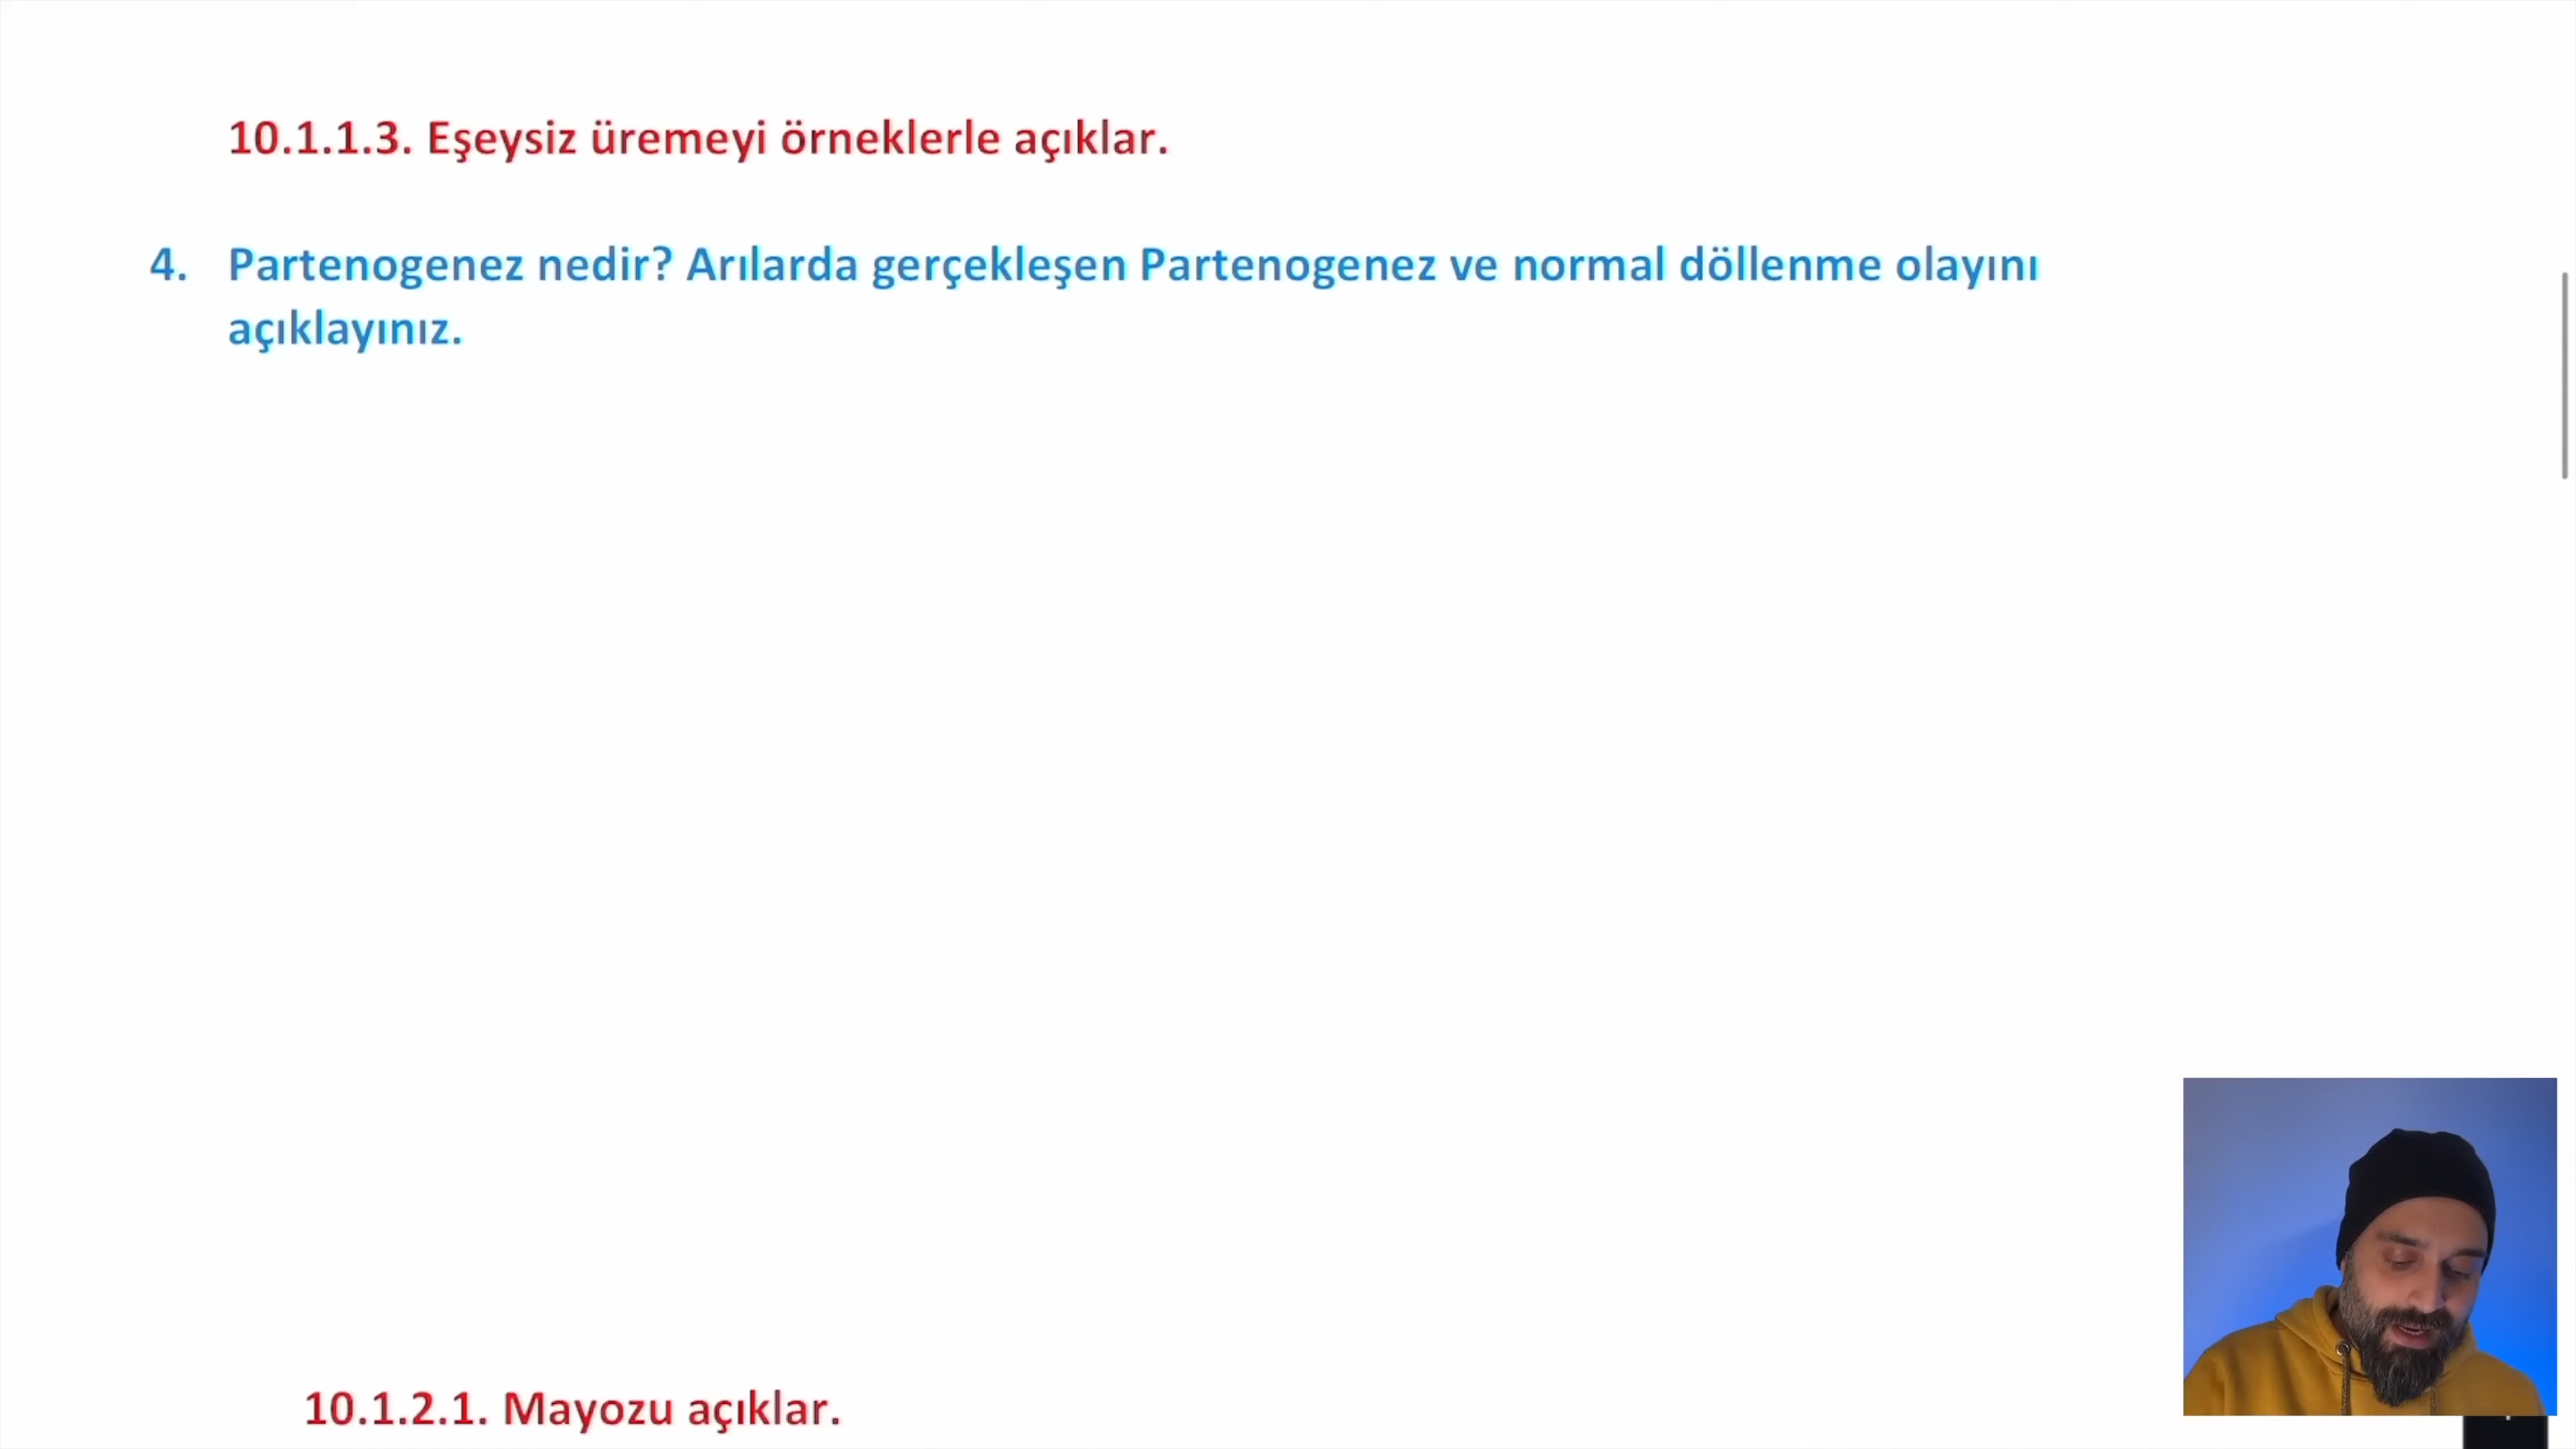 10.1.1.3. Eşeysiz üremeyi örneklerle açıklar.
4. Partenogenez nedir? Arılarda gerçekleşen Partenogenez ve normal döllenme olayını
açıklayınız.
10.1.2.1. Mayozu açıklar.